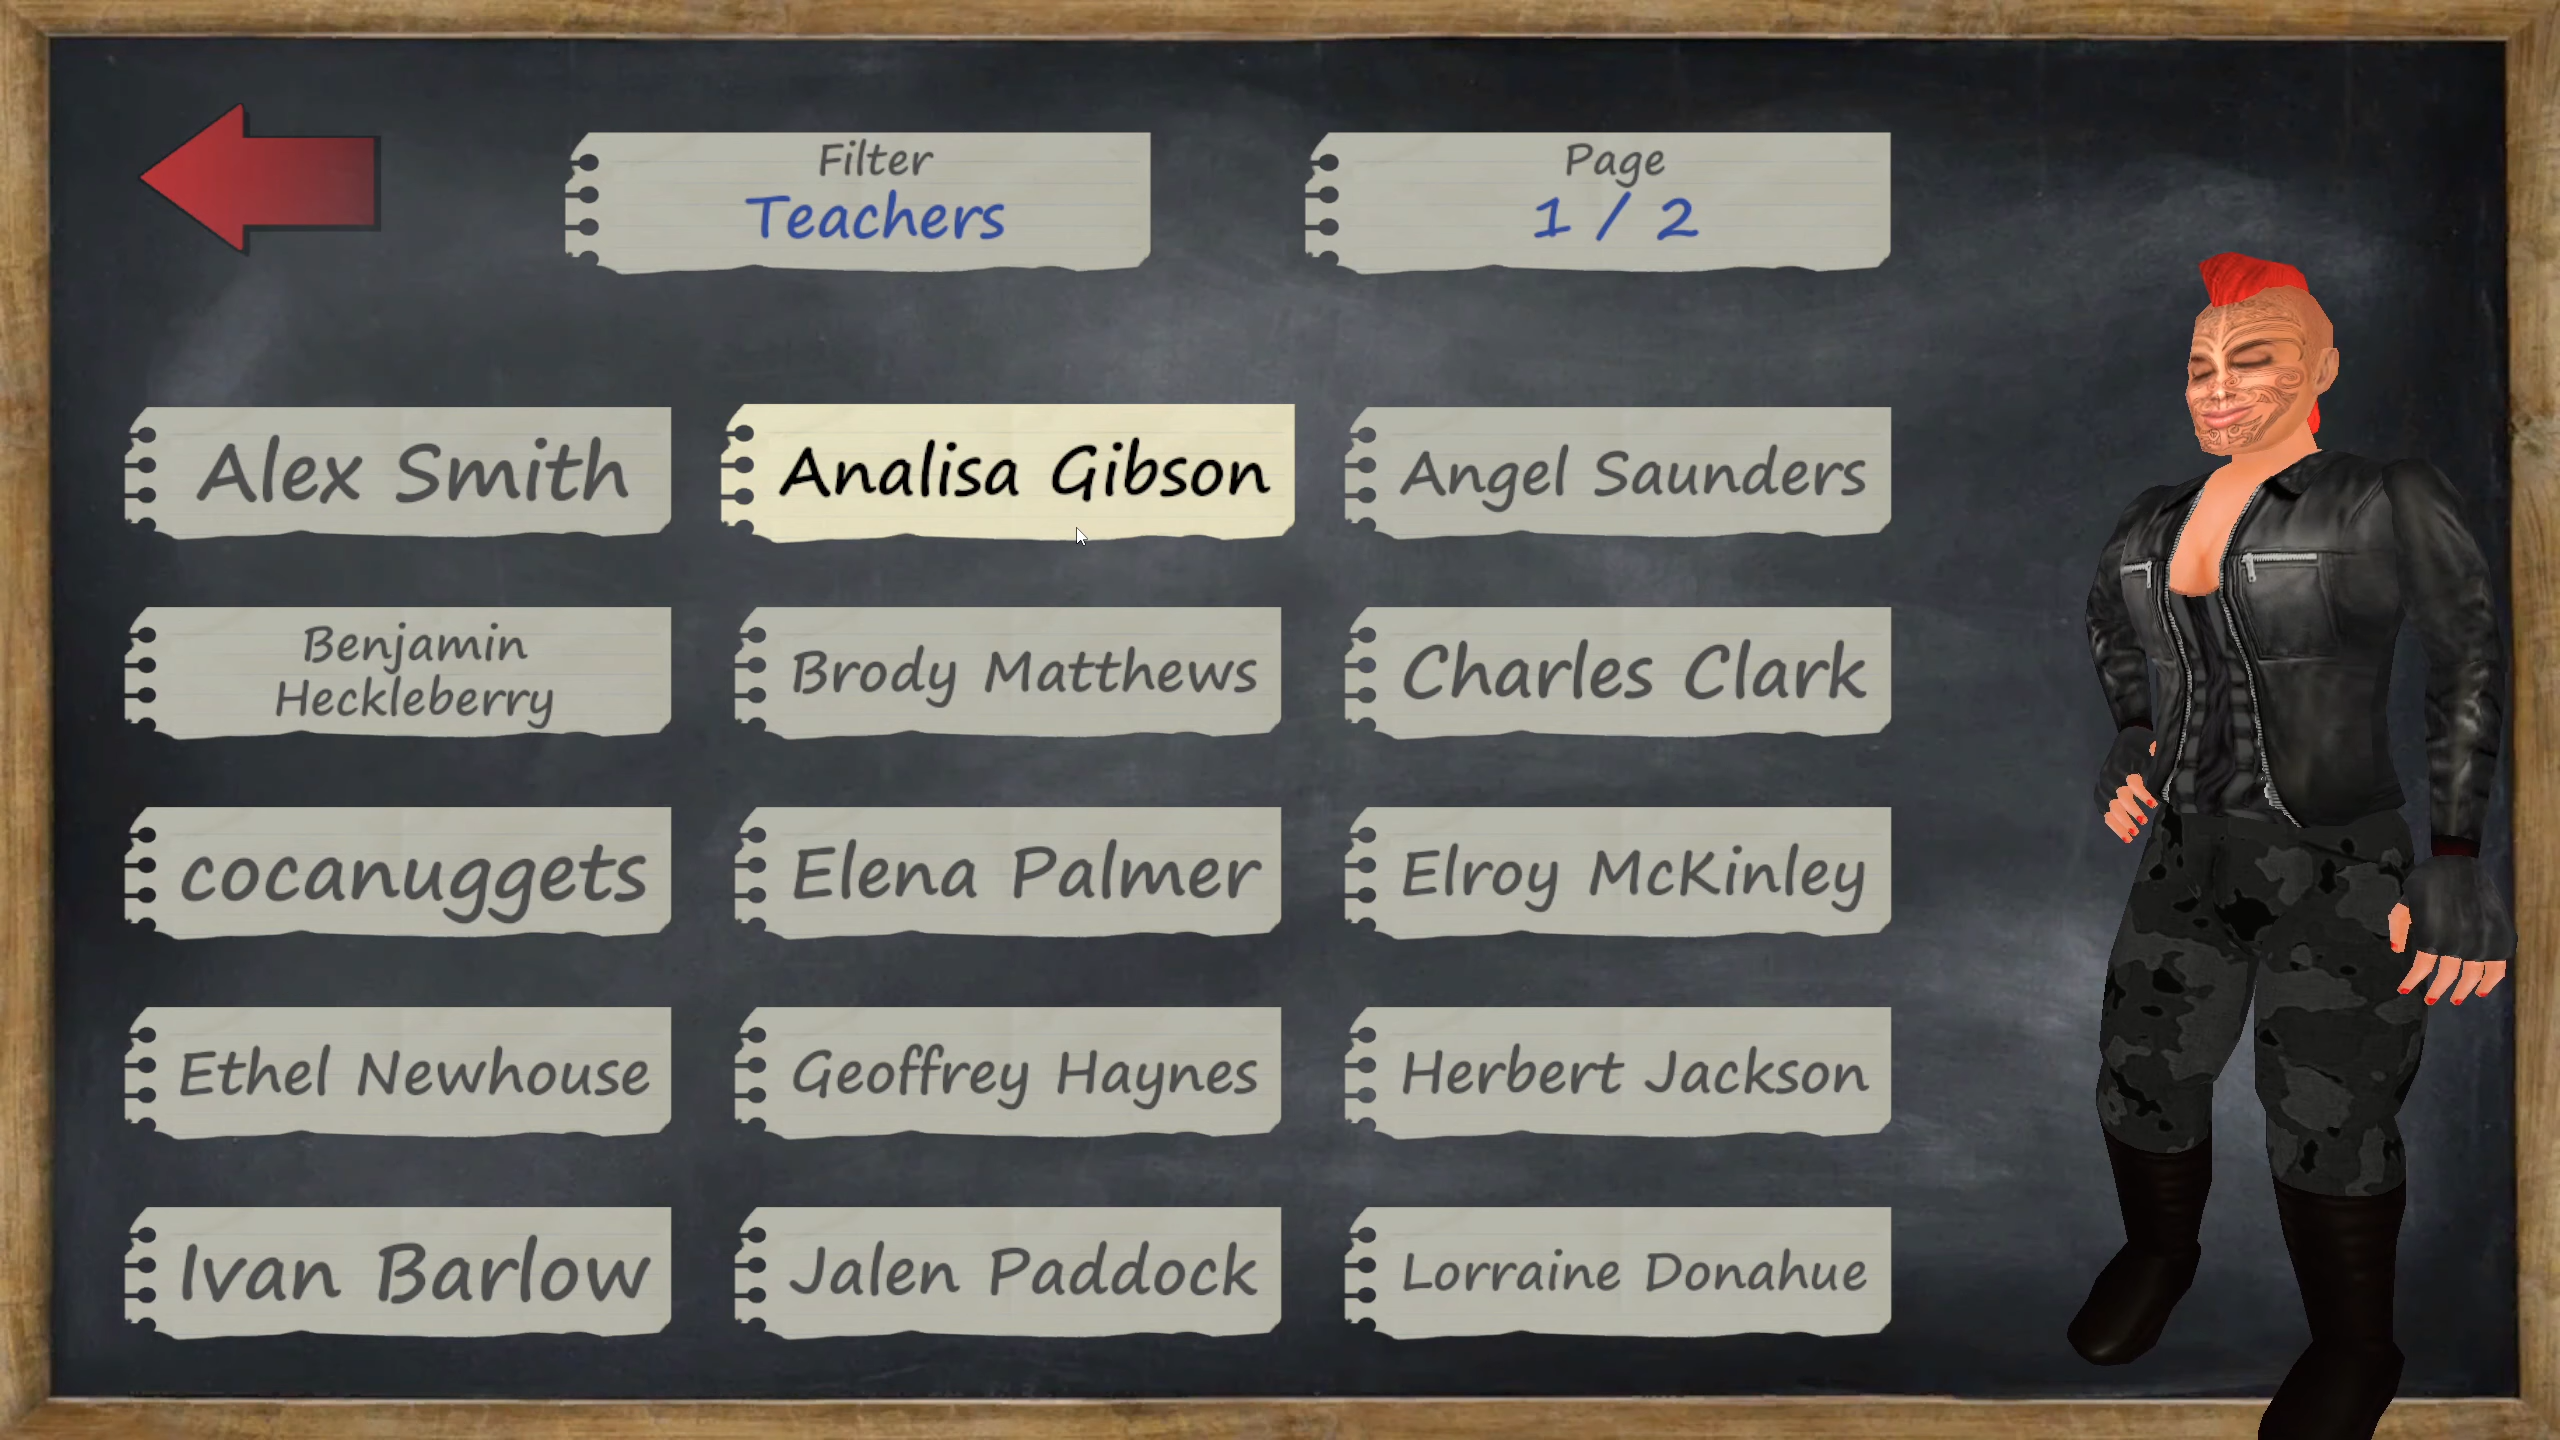 Filter
Teachers
Page
1 / 2
Alex Smith
Analisa Gibson
Angel Saunders
Benjamin
Heckleberry
Brody Matthews
Charles Clark
cocanuggets
Elena Palmer
Elroy McKinley
Ethel Newhouse
Geoffrey Haynes
Herbert Jackson
Ivan Barlow
Jalen Paddock
Lorraine Donahue